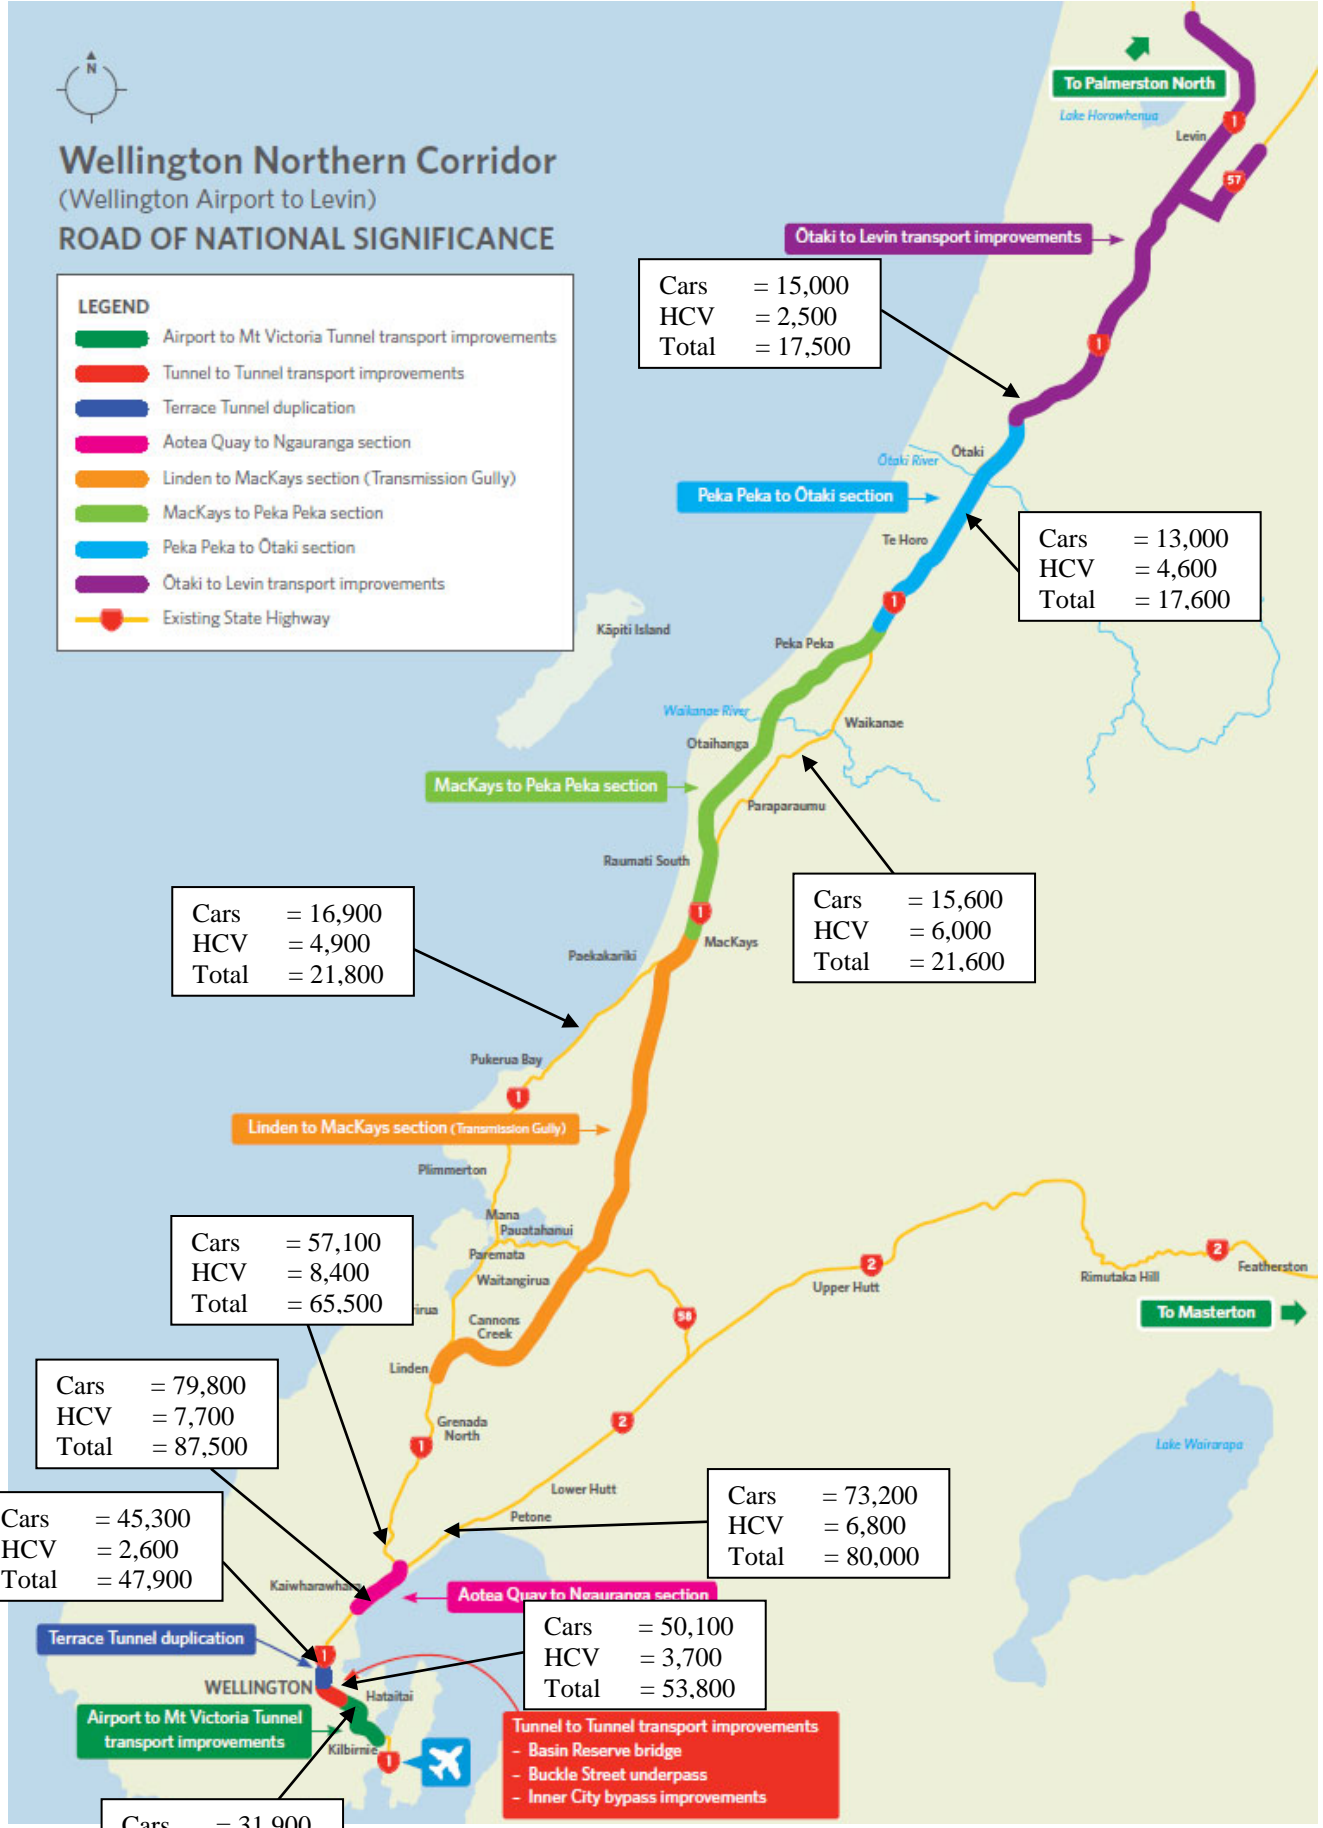 N
Wellington Northern Corridor
(Wellington Airport to Levin)
ROAD OF NATIONAL SIGNIFICANCE
LEGEND
Airport to Mt Victoria Tunnel transport improvements
Tunnel to Tunnel transport improvements
Terrace Tunnel duplication
Aotea Quay to Ngauranga section
Linden to MacKays section (Transmission Gully)
MacKays to Peka Peka section
Peka Peka to Ōtaki section
Ōtaki to Levin transport improvements
Existing State Highway
To Palmerston North
Lake Horowhenua
Levin
1
57
Ōtaki to Levin transport improvements
Cars = 15,000
HCV = 2,500
Total = 17,500
1
Ōtaki
Ōtaki River
Peka Peka to Ōtaki section
Te Horo
Cars = 13,000
HCV = 4,600
Total = 17,600
1
Kāpiti Island
Peka Peka
Waikanae River
Waikanae
Otaihanga
MacKays to Peka Peka section
Paraparaumu
Raumati South
Cars = 15,600
HCV = 6,000
Total = 21,600
Cars = 16,900
HCV = 4,900
Total = 21,800
1
MacKays
Paekakariki
Pukerua Bay
1
Linden to MacKays section (Transmission Gully)
Plimmerton
Mana
Pauatahanui
Paremata
Waitangirua
Cars = 57,100
HCV = 8,400
Total = 65,500
irua
Cannons
Creek
58
2
Upper Hutt
2
Rimutaka Hill
Featherston
To Masterton
Linden
Cars = 79,800
HCV = 7,700
Total = 87,500
Grenada
North
1
2
Lake Wairarapa
Lower Hutt
Petone
Cars = 73,200
HCV = 6,800
Total = 80,000
Cars = 45,300
HCV = 2,600
Total = 47,900
Kaiwharawhara
Aotea Quay to Ngauranga section
Cars = 50,100
HCV = 3,700
Total = 53,800
Terrace Tunnel duplication
1
WELLINGTON
Hataitai
Airport to Mt Victoria Tunnel
transport improvements
Kilbirnie
1
Tunnel to Tunnel transport improvements
– Basin Reserve bridge
– Buckle Street underpass
– Inner City bypass improvements
Cars = 31,900